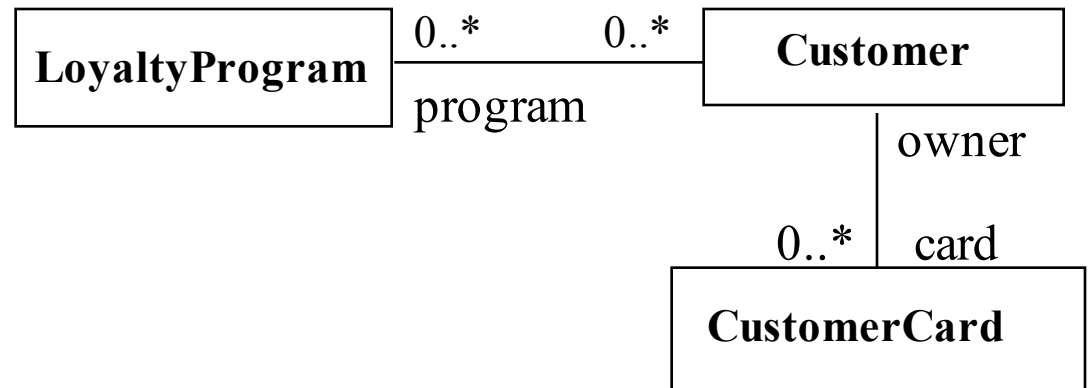 LoyaltyProgram
0..*
0..*
Customer
program
owner
0..*
card
CustomerCard